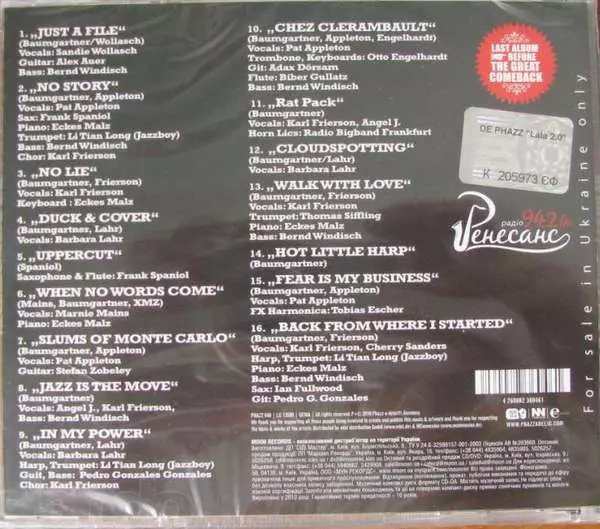 1. „JUST A FILE"
(Baumgartner/Wollasch)
Vocals: Sandie Wollasch
Guitar: Alex Auer
Bass: Bernd Windisch
2. „NO STORY"
(Baumgartner, Appleton)
Vocals: Pat Appleton
Sax: Frank Spaniol
Piano: Eckes Malz
Trumpet: Li Tian Long (Jazzboy)
Bass: Bernd Windisch
Chor: Karl Frierson
3. „NO LIE"
(Baumgartner, Frierson)
Vocals: Karl Frierson
Keyboard : Eckes Malz
4. „DUCK & COVER"
(Baumgartner, Lahr)
Vocals: Barbara Lahr
5. „UPPERCUT"
(Spaniol)
Saxophone & Flute: Frank Spaniol
6. „WHEN NO WORDS COME"
(Mains, Baumgartner, XMZ)
Vocals: Marnie Mains
Piano: Eckes Malz
7. „SLUMS OF MONTE CARLO"
(Baumgartner, Appleton)
Vocals: Pat Appleton
Guitar: Stefan Zobeley
8. „JAZZ IS THE MOVE"
(Baumgartner)
Vocals: Angel J., Karl Frierson,
Bass: Bernd Windisch
9. „IN MY POWER"
(Baumgartner, Lahr)
Vocals: Barbara Lahr
Harp, Trumpet: Li Tian Long (Jazzboy)
Guit, Bass: Pedro Gonzales Gonzales
Chor: Karl Frierson
10. „CHEZ CLERAMBAULT"
(Baumgartner, Appleton, Engelhardt)
Vocals: Pat Appleton
Trombone, Keyboards: Otto Engelhardt
Git: Adax Dörsam
Flute: Biber Gullatz
Bass: Bernd Windisch
11. „Rat Pack"
(Baumgartner)
Vocals: Karl Frierson, Angel J.
Horn Lics: Radio Bigband Frankfurt
12. „CLOUDSPOTTING"
(Baumgartner/Lahr)
Vocals: Barbara Lahr
13. „WALK WITH LOVE"
(Baumgartner, Frierson)
Vocals: Karl Frierson
Trumpet: Thomas Siffling
Piano: Eckes Malz
Bass: Bernd Windisch
14. „HOT LITTLE HARP"
(Baumgartner)
15. „FEAR IS MY BUSINESS"
(Baumgartner, Appleton)
Vocals: Pat Appleton
FX Harmonica: Tobias Escher
16. „BACK FROM WHERE I STARTED"
(Baumgartner, Frierson)
Vocals: Karl Frierson, Cherry Sanders
Harp, Trumpet: Li Tian Long (Jazzboy)
Piano: Eckes Malz
Bass: Bernd Windisch
Sax: Ian Fullwood
Git: Pedro G. Gonzales
LAST ALBUM
BEFORE
THE GREAT
COMEBACK
DE PHAZZ "Lala 2.0"
К 205973 ЄФ
радіо 94.2 fm
Ренесанс
For sale in Ukraine only
WWW.PHAZZADELIC.COM